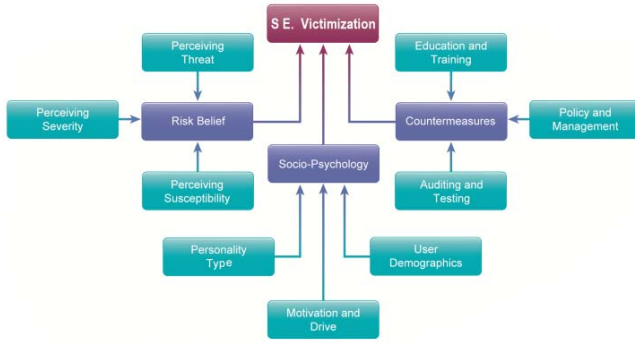 S E. Victimization
Perceiving
Threat
Education and
Training
Perceiving
Severity
Risk Belief
Countermeasures
Policy and
Management
Socio-Psychology
Perceiving
Susceptibility
Auditing and
Testing
Personality
Type
User
Demographics
Motivation and
Drive